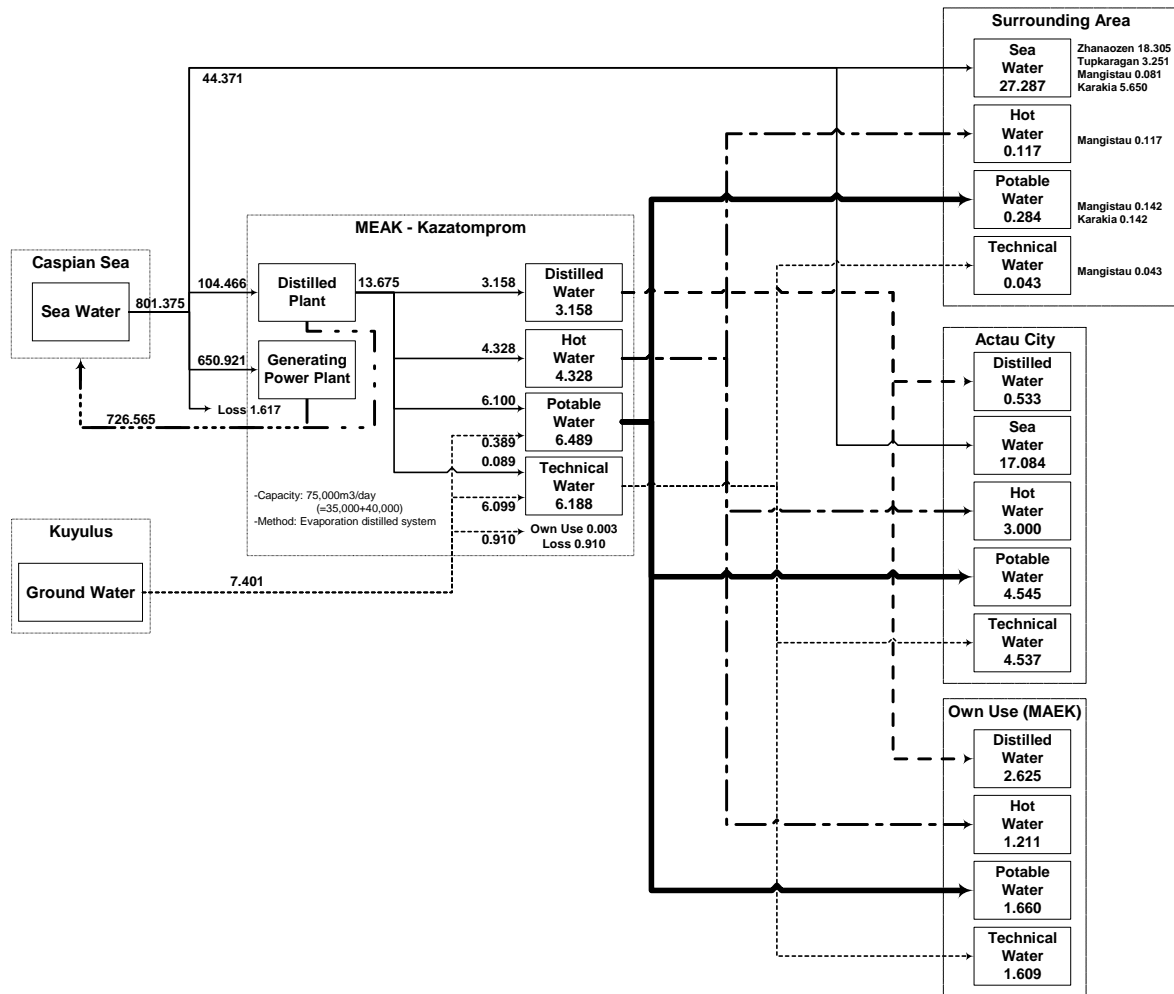 Caspian Sea
Sea Water
801.375
44.371
104.466
650.921
Loss 1.617
726.565
Kuyulus
Ground Water
7.401
MEAK - Kazatomprom
Distilled
Plant
13.675
Generating
Power Plant
3.158
4.328
6.100
0.389
0.089
6.099
0.910
Distilled
Water
3.158
Hot
Water
4.328
Potable
Water
6.489
Technical
Water
6.188
Own Use 0.003
Loss 0.910
-Capacity: 75,000m3/day
(=35,000+40,000)
-Method: Evaporation distilled system
Surrounding Area
Sea
Water
27.287
Zhanaozen 18.305
Tupkaragan 3.251
Mangistau 0.081
Karakia 5.650
Hot
Water
0.117
Mangistau 0.117
Potable
Water
0.284
Mangistau 0.142
Karakia 0.142
Technical
Water
0.043
Mangistau 0.043
Actau City
Distilled
Water
0.533
Sea
Water
17.084
Hot
Water
3.000
Potable
Water
4.545
Technical
Water
4.537
Own Use (MAEK)
Distilled
Water
2.625
Hot
Water
1.211
Potable
Water
1.660
Technical
Water
1.609